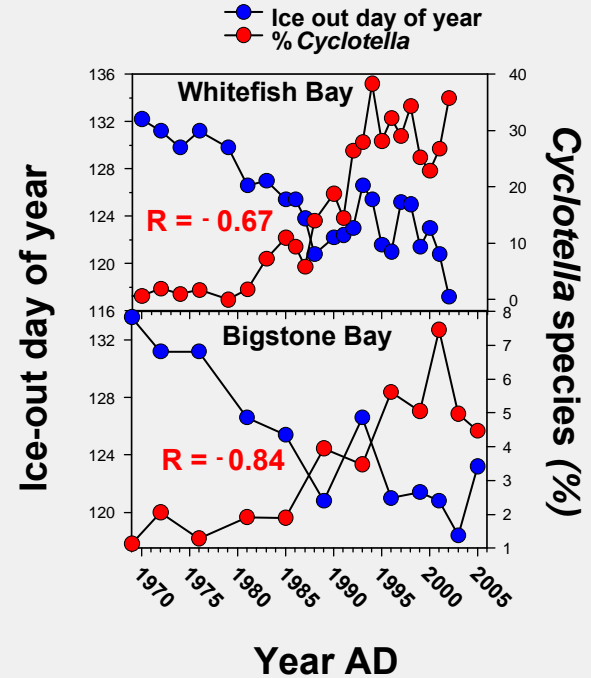 Ice out day of year
% Cyclotella
Whitefish Bay
136
132
128
124
120
116
40
30
20
10
0
R = - 0.67
Ice-out day of year
Cyclotella species (%)
Bigstone Bay
132
128
124
120
8
7
6
5
4
3
2
1
R = - 0.84
1970 1975 1980 1985 1990 1995 2000 2005
Year AD